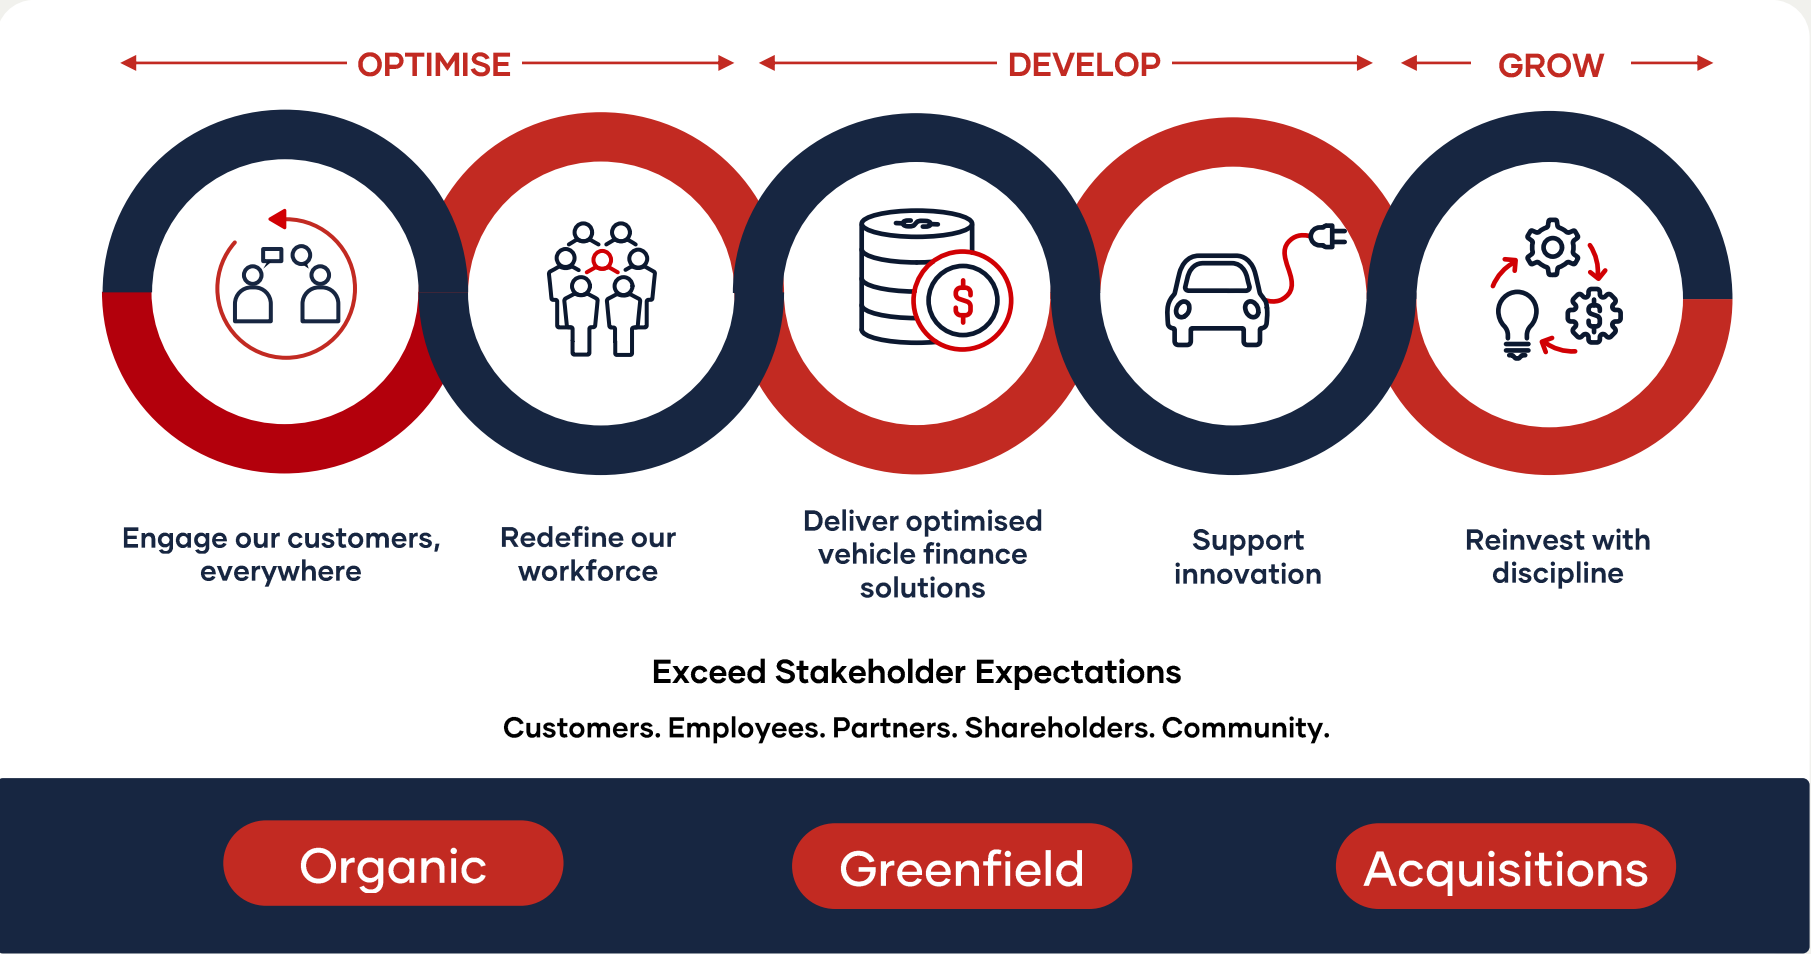 OPTIMISE
DEVELOP
GROW
$
$
$
Engage our customers,
everywhere
Redefine our
workforce
Deliver optimised
vehicle finance
solutions
Support
innovation
Reinvest with
discipline
Exceed Stakeholder Expectations
Customers. Employees. Partners. Shareholders. Community.
Organic
Greenfield
Acquisitions